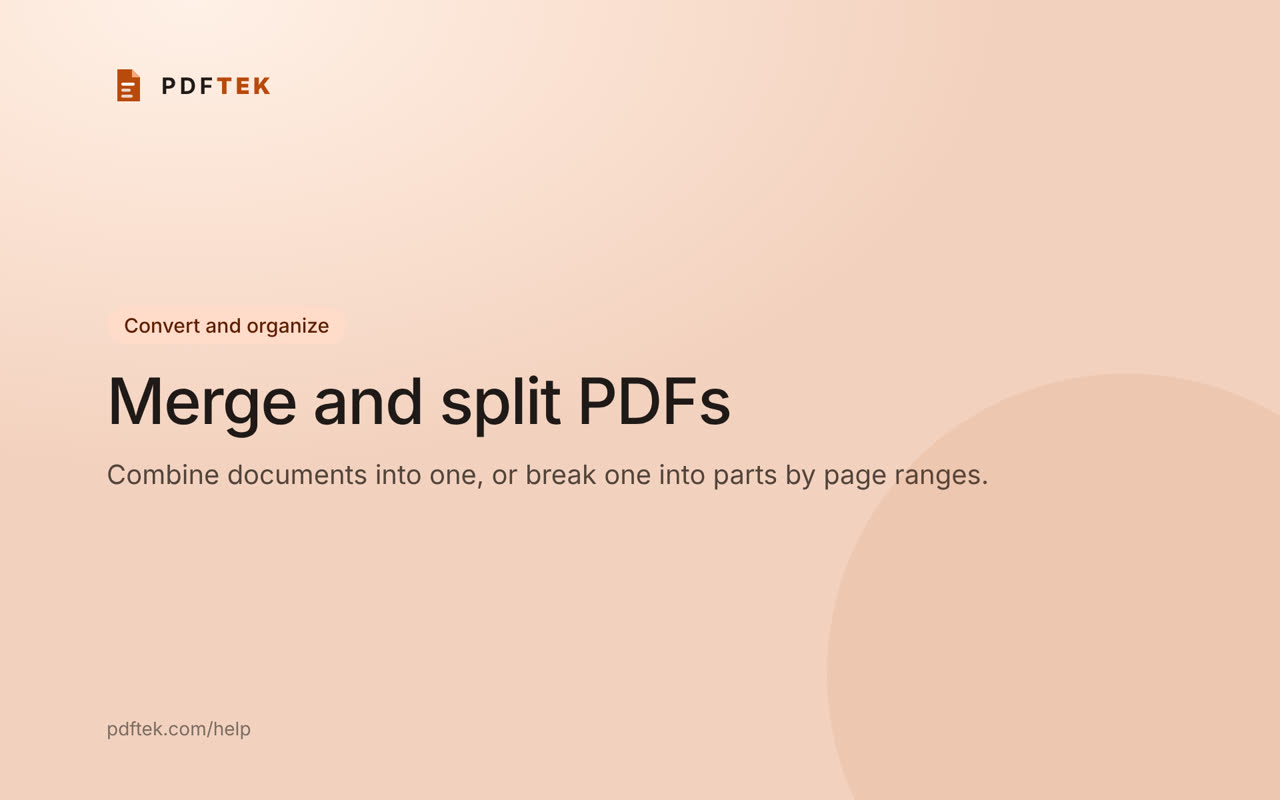 PDFTEK
Convert and organize
Merge and split PDFs
Combine documents into one, or break one into parts by page ranges.
pdftek.com/help